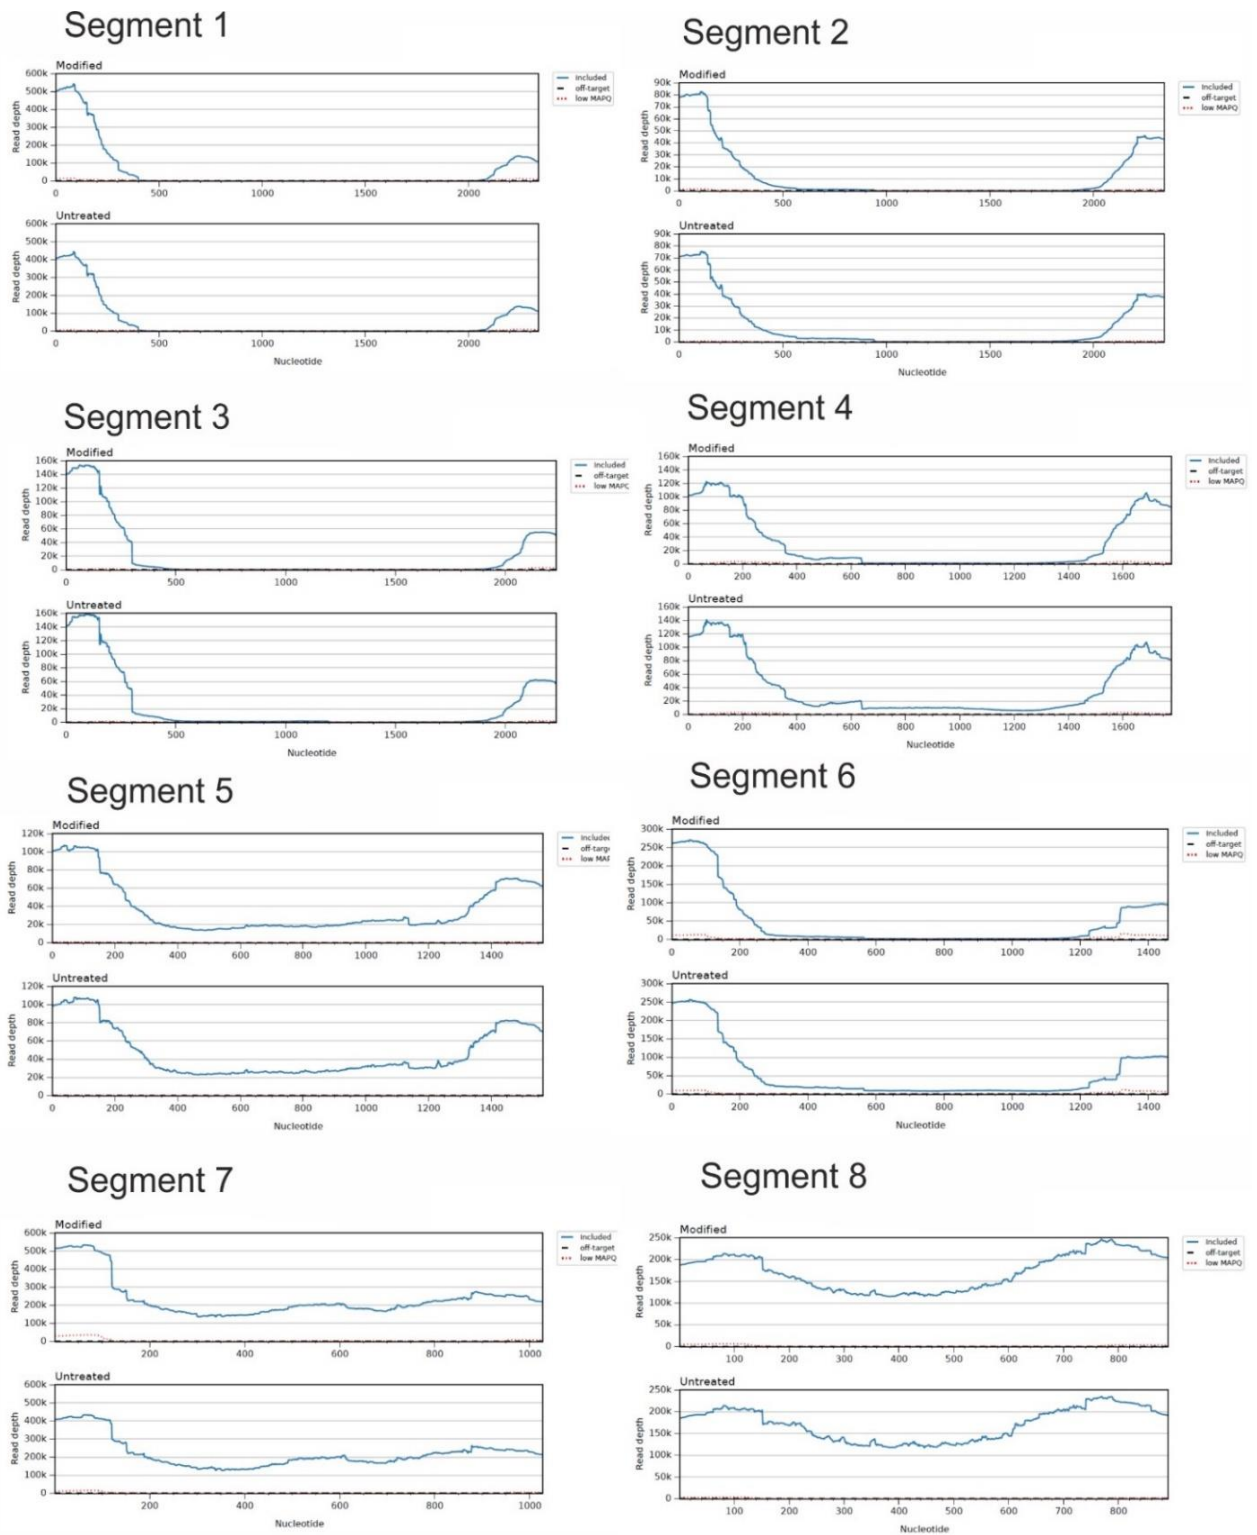 Segment 1
Modified
600k
500k
400k
300k
200k
100k
0
Read depth
0 500 1000 1500 2000
Included
off-target
low MAPQ
Untreated
600k
500k
400k
300k
200k
100k
0
Read depth
0 500 1000 1500 2000
Nucleotide
Segment 2
Modified
90k
80k
70k
60k
50k
40k
30k
20k
10k
0
Read depth
0 500 1000 1500 2000
Included
off-target
low MAPQ
Untreated
90k
80k
70k
60k
50k
40k
30k
20k
10k
0
Read depth
0 500 1000 1500 2000
Nucleotide
Segment 3
Modified
160k
140k
120k
100k
80k
60k
40k
20k
0
Read depth
0 500 1000 1500 2000
Included
off-target
low MAPC
Untreated
160k
140k
120k
100k
80k
60k
40k
20k
0
Read depth
0 500 1000 1500 2000
Nucleotide
Segment 4
Modified
160k
140k
120k
100k
80k
60k
40k
20k
0
Read depth
0 200 400 600 800 1000 1200 1400 1600
Included
off-target
low MAPQ
Untreated
160k
140k
120k
100k
80k
60k
40k
20k
0
Read depth
0 200 400 600 800 1000 1200 1400 1600
Nucleotide
Segment 5
Modified
120k
100k
80k
60k
40k
20k
0
Read depth
0 200 400 600 800 1000 1200 1400
Included
off-targ
low MAF
Untreated
120k
100k
80k
60k
40k
20k
0
Read depth
0 200 400 600 800 1000 1200 1400
Nucleotide
Segment 6
Modified
300k
250k
200k
150k
100k
50k
0
Read depth
0 200 400 600 800 1000 1200 1400
Included
off-target
low MAPQ
Untreated
300k
250k
200k
150k
100k
50k
0
Read depth
0 200 400 600 800 1000 1200 1400
Nucleotide
Segment 7
Modified
600k
500k
400k
300k
200k
100k
0
Read depth
200 400 600 800 1000
Included
off-target
low MAPQ
Untreated
600k
500k
400k
300k
200k
100k
0
Read depth
200 400 600 800 1000
Nucleotide
Segment 8
Modified
250k
200k
150k
100k
50k
0
Read depth
100 200 300 400 500 600 700 800
Included
off-target
low MAPQ
Untreated
250k
200k
150k
100k
50k
0
Read depth
100 200 300 400 500 600 700 800
Nucleotide